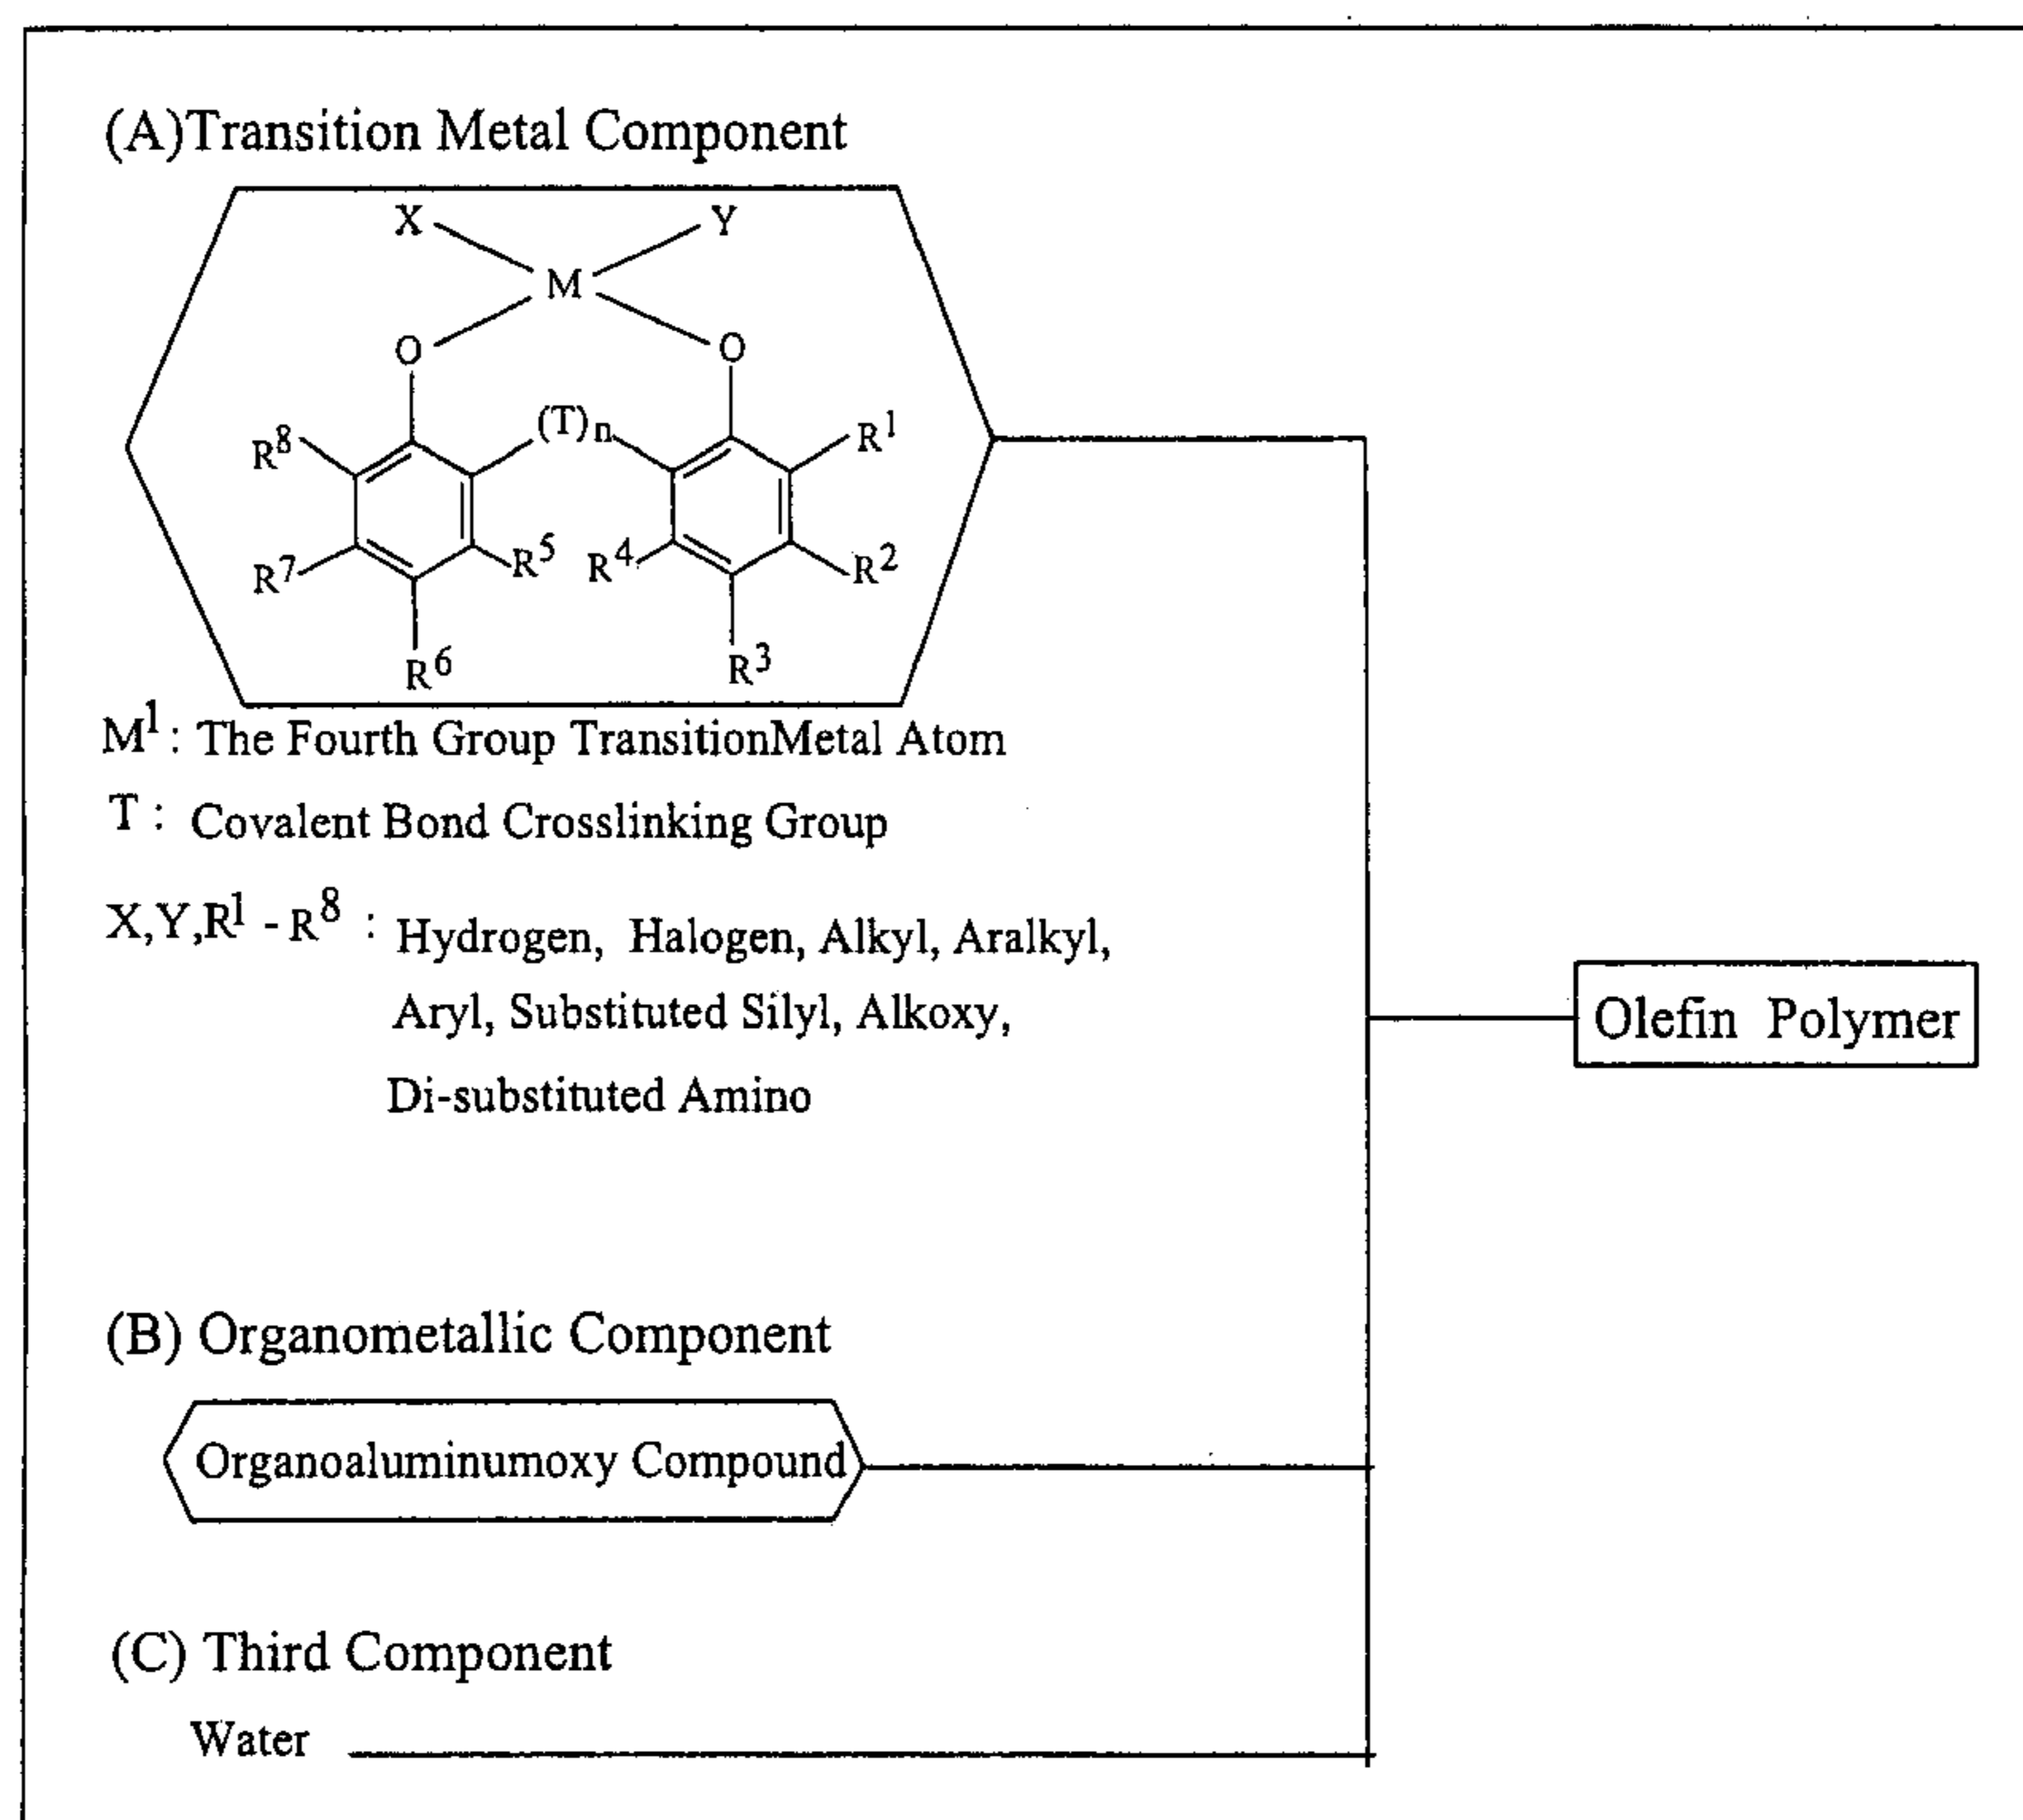 (A)Transition Metal Component
X Y
M
O O
(T)n
R8 R1
R7 R5 R4 R2
R6 R3
M1 : The Fourth Group TransitionMetal Atom
T : Covalent Bond Crosslinking Group
X,Y,R1 - R8 : Hydrogen, Halogen, Alkyl, Aralkyl,
Aryl, Substituted Silyl, Alkoxy,
Di-substituted Amino
Olefin Polymer
(B) Organometallic Component
Organoaluminumoxy Compound
(C) Third Component
Water